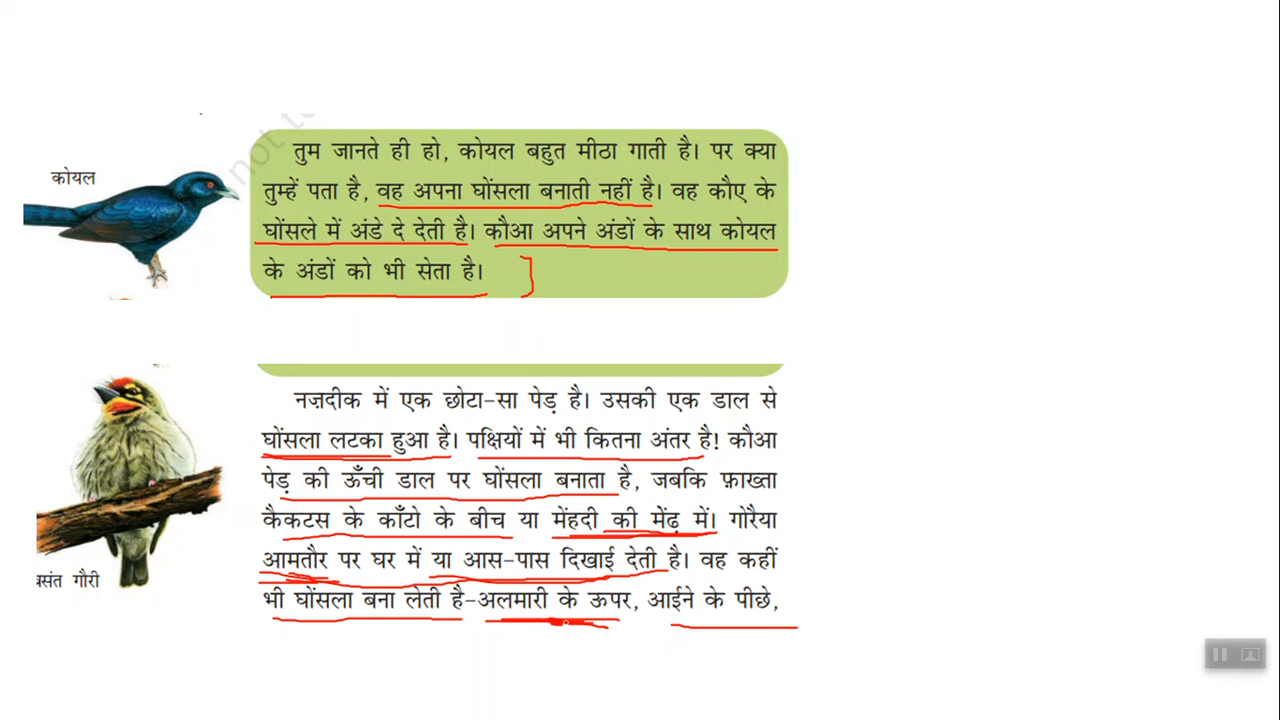 not t
कोयल
तुम जानते ही हो, कोयल बहुत मीठा गाती है। पर क्या
तुम्हें पता है, वह अपना घोंसला बनाती नहीं है। वह कौए के
घोंसले में अंडे दे देती है। कौआ अपने अंडों के साथ कोयल
के अंडों को भी सेता है।
नज़दीक में एक छोटा-सा पेड़ है। उसकी एक डाल से
घोंसला लटका हुआ है। पक्षियों में भी कितना अंतर है! कौआ
पेड़ की ऊँची डाल पर घोंसला बनाता है, जबकि फ़ाख्ता
कैकटस के काँटो के बीच या मेंहदी की मेंढ़ में। गोरैया
आमतौर पर घर में या आस-पास दिखाई देती है। वह कहीं
भी घोंसला बना लेती है-अलमारी के ऊपर, आईने के पीछे,
संत गौरी